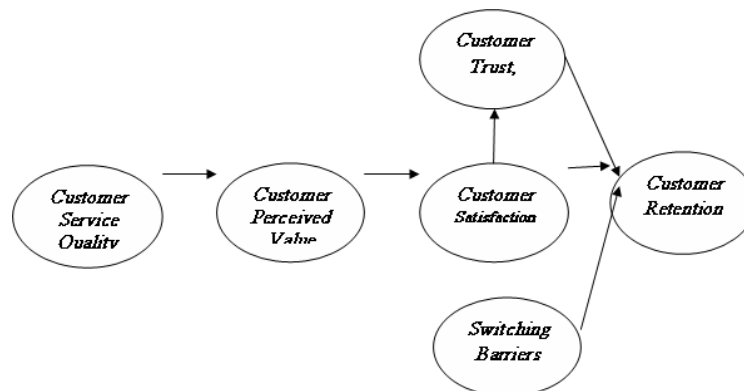 Customer
Trust,
Customer
Service
Quality
Customer
Perceived
Value
Customer
Satisfaction
Customer
Retention
Switching
Barriers